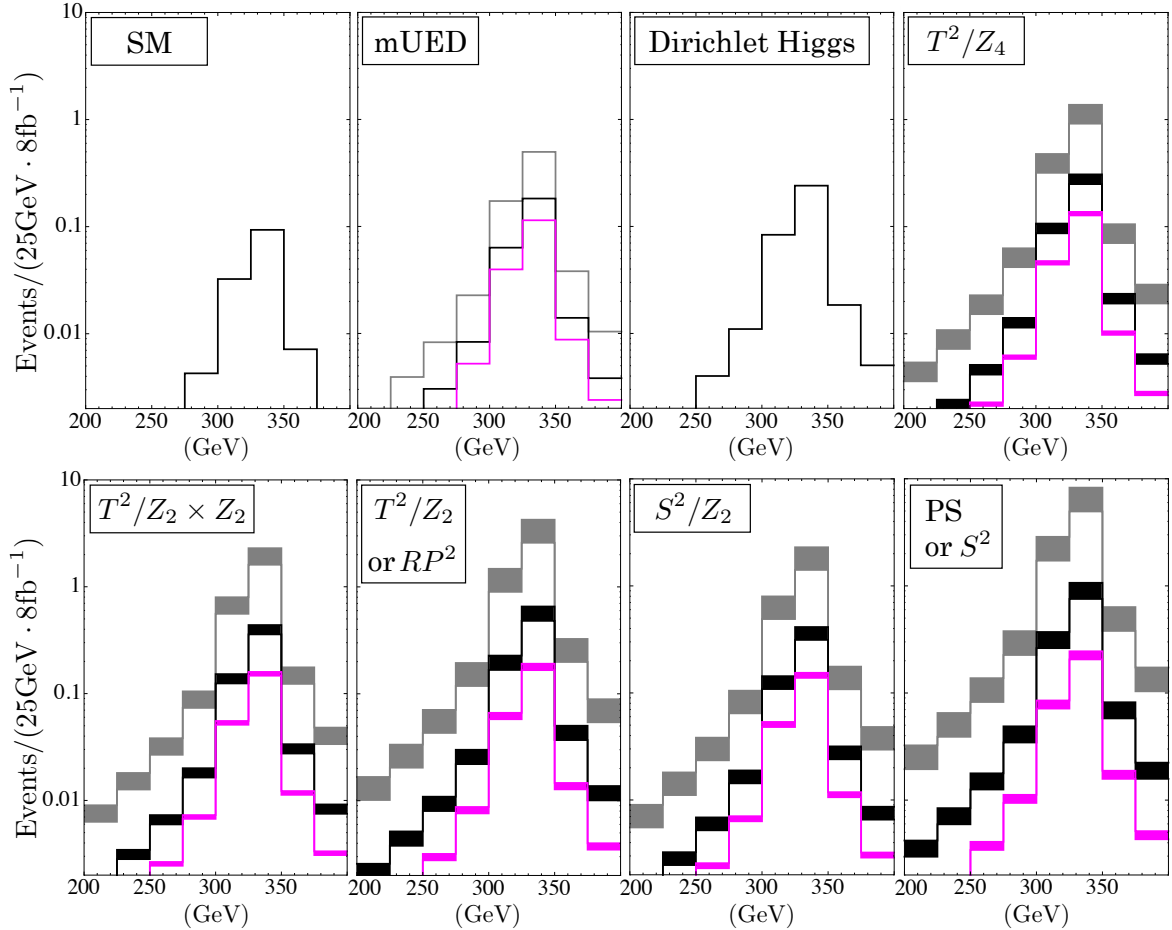 SM
mUED
Dirichlet Higgs
T²/Z₄
Events/(25GeV · 8fb⁻¹)
10
1
0.1
0.01
200 250 300 350
200 250 300 350
200 250 300 350
200 250 300 350
(GeV)
(GeV)
(GeV)
(GeV)
T²/Z₂ × Z₂
T²/Z₂
or RP²
S²/Z₂
PS
or S²
Events/(25GeV · 8fb⁻¹)
10
1
0.1
0.01
200 250 300 350
200 250 300 350
200 250 300 350
200 250 300 350
(GeV)
(GeV)
(GeV)
(GeV)